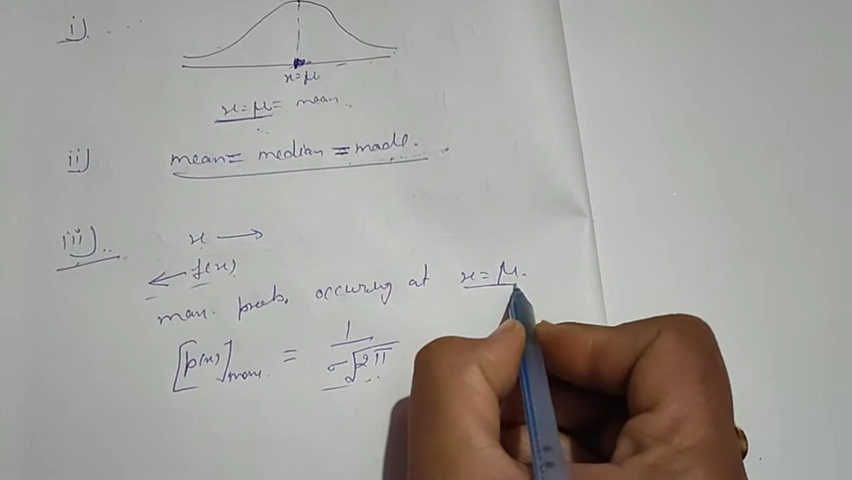 i) . . . .
x=μ
x=μ= mean.
ii) mean= median = mode.
iii). x ⟶
⟵ f(x)
max. prob. occuring at x=μ.
[p(x)]max. = 1/σ√2π